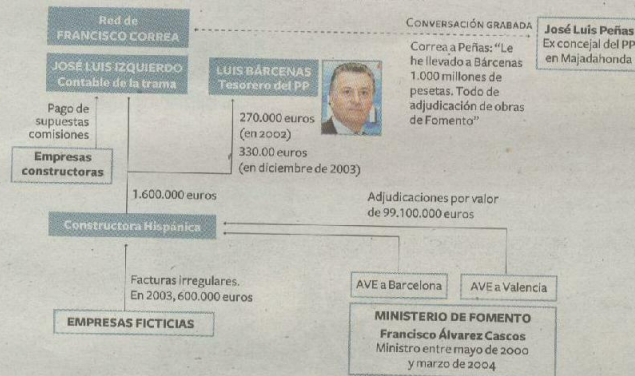 Red de
FRANCISCO CORREA
CONVERSACIÓN GRABADA
José Luis Peñas
Ex concejal del PP
en Majadahonda
JOSÉ LUIS IZQUIERDO
Contable de la trama
LUIS BÁRCENAS
Tesorero del PP
Correa a Peñas: “Le
he llevado a Bárcenas
1.000 millones de
pesetas. Todo de
adjudicación de obras
de Fomento”
Pago de
supuestas
comisiones
270.000 euros
(en 2002)
330.00 euros
(en diciembre de 2003)
Empresas
constructoras
1.600.000 euros
Adjudicaciones por valor
de 99.100.000 euros
Constructora Hispánica
Facturas irregulares.
En 2003, 600.000 euros
AVE a Barcelona
AVE a Valencia
EMPRESAS FICTICIAS
MINISTERIO DE FOMENTO
Francisco Álvarez Cascos
Ministro entre mayo de 2000
y marzo de 2004